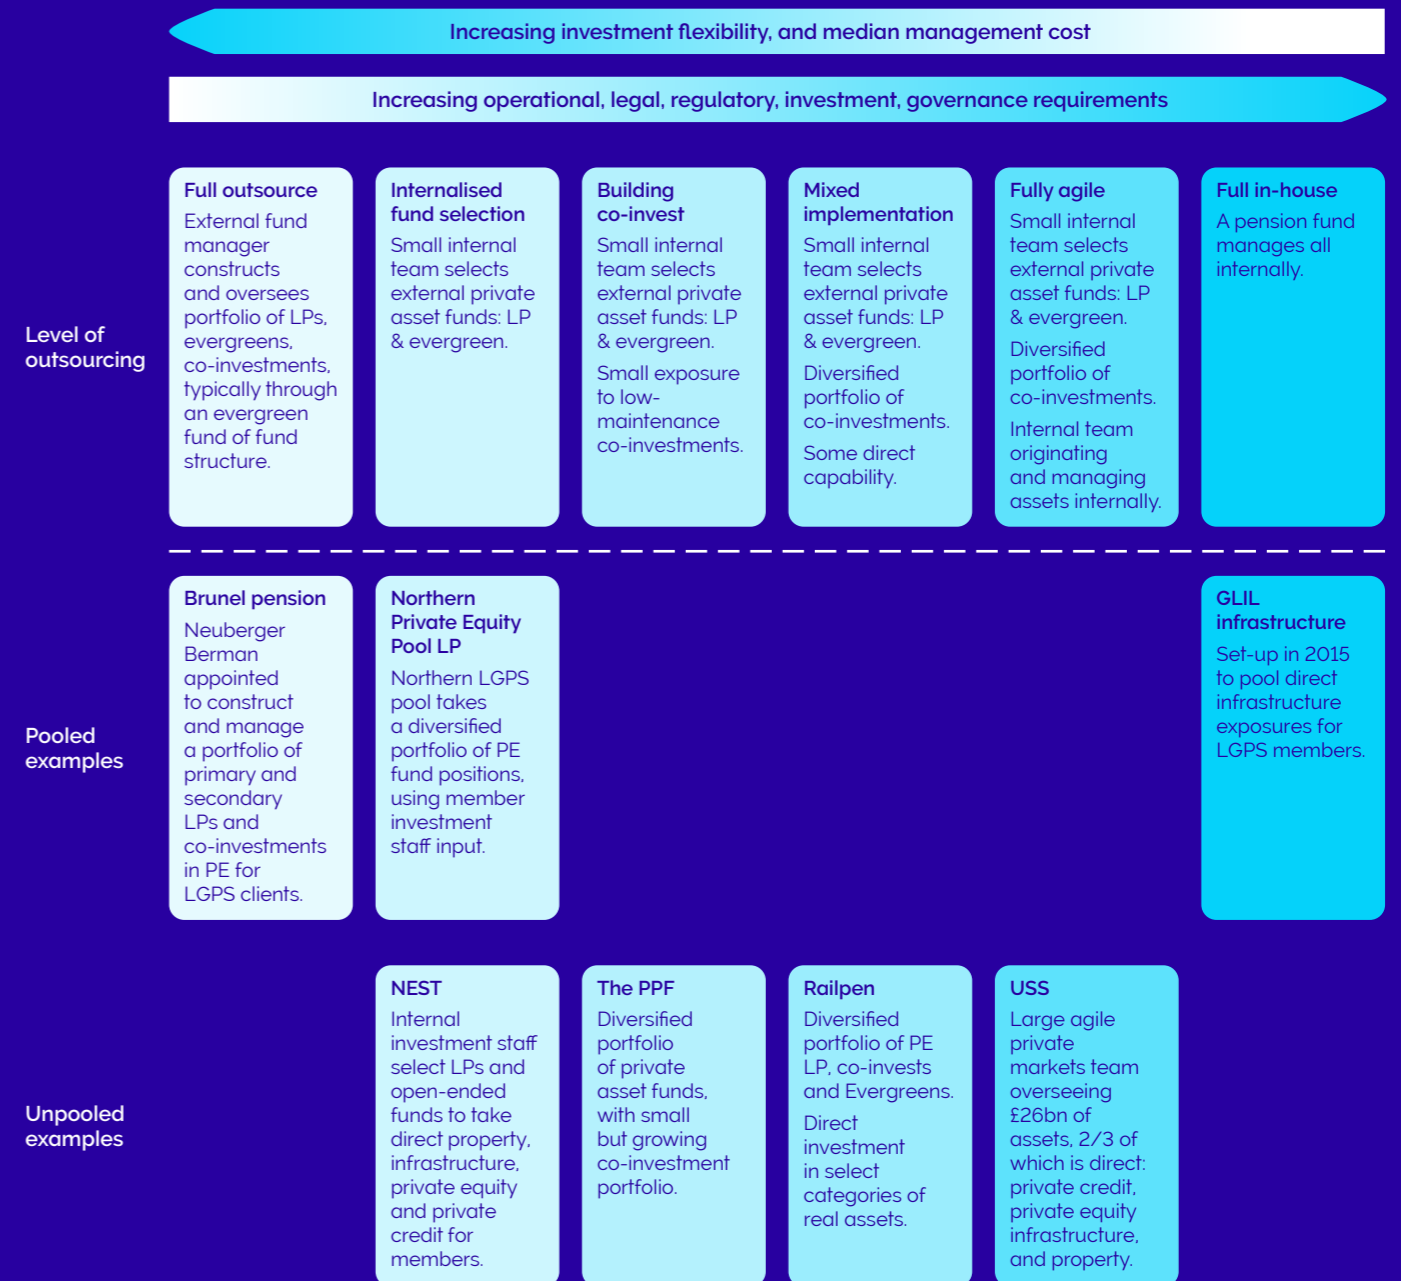 Increasing investment flexibility, and median management cost
Increasing operational, legal, regulatory, investment, governance requirements
Level of
outsourcing
Full outsource
External fund
manager
constructs
and oversees
portfolio of LPs,
evergreens,
co-investments,
typically through
an evergreen
fund of fund
structure.
Internalised
fund selection
Small internal
team selects
external private
asset funds: LP
& evergreen.
Building
co-invest
Small internal
team selects
external private
asset funds: LP
& evergreen.
Small exposure
to low-
maintenance
co-investments.
Mixed
implementation
Small internal
team selects
external private
asset funds: LP
& evergreen.
Diversified
portfolio of
co-investments.
Some direct
capability.
Fully agile
Small internal
team selects
external private
asset funds: LP
& evergreen.
Diversified
portfolio of
co-investments.
Internal team
originating
and managing
assets internally.
Full in-house
A pension fund
manages all
internally.
Pooled
examples
Brunel pension
Neuberger
Berman
appointed
to construct
and manage
a portfolio of
primary and
secondary
LPs and
co-investments
in PE for
LGPS clients.
Northern
Private Equity
Pool LP
Northern LGPS
pool takes
a diversified
portfolio of PE
fund positions,
using member
investment
staff input.
GLIL
infrastructure
Set-up in 2015
to pool direct
infrastructure
exposures for
LGPS members.
Unpooled
examples
NEST
Internal
investment staff
select LPs and
open-ended
funds to take
direct property,
infrastructure,
private equity
and private
credit for
members.
The PPF
Diversified
portfolio
of private
asset funds,
with small
but growing
co-investment
portfolio.
Railpen
Diversified
portfolio of PE
LP, co-invests
and Evergreens.
Direct
investment
in select
categories of
real assets.
USS
Large agile
private
markets team
overseeing
£26bn of
assets, 2/3 of
which is direct:
private credit,
private equity
infrastructure,
and property.